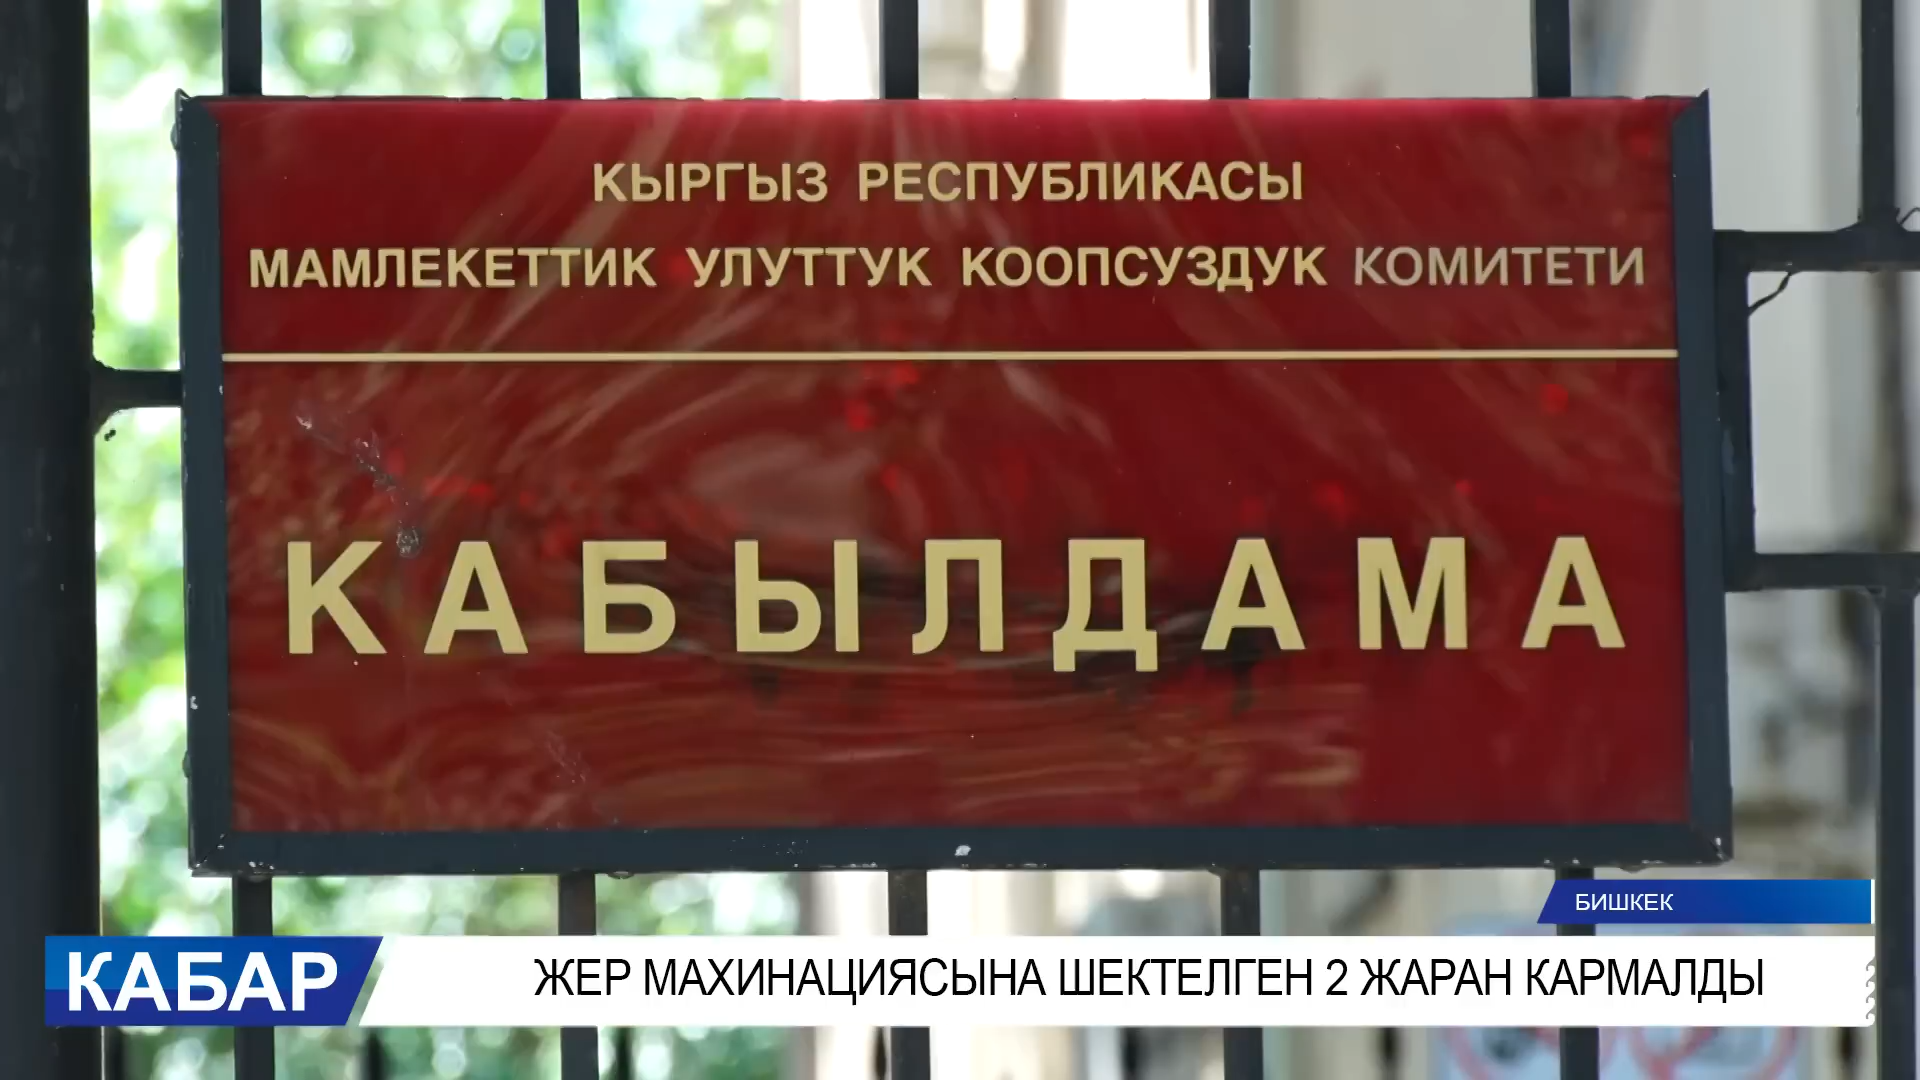 КЫРГЫЗ РЕСПУБЛИКАСЫ
МАМЛЕКЕТТИК УЛУТТУК КООПСУЗДУК КОМИТЕТИ
КАБЫЛДАМА
БИШКЕК
КАБАР
ЖЕР МАХИНАЦИЯСЫНА ШЕКТЕЛГЕН 2 ЖАРАН КАРМАЛДЫ